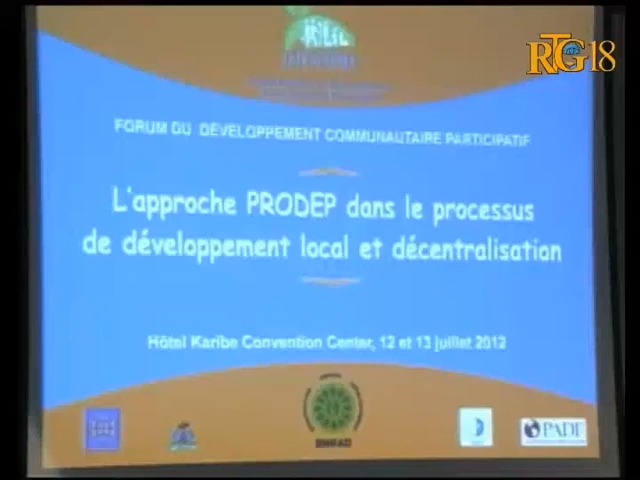 RTG18
FORUM DU DÉVELOPPEMENT COMMUNAUTAIRE PARTICIPATIF
L'approche PRODEP dans le processus
de développement local et décentralisation
Hôtel Karibe Convention Center, 12 et 13 juillet 2012
PADF